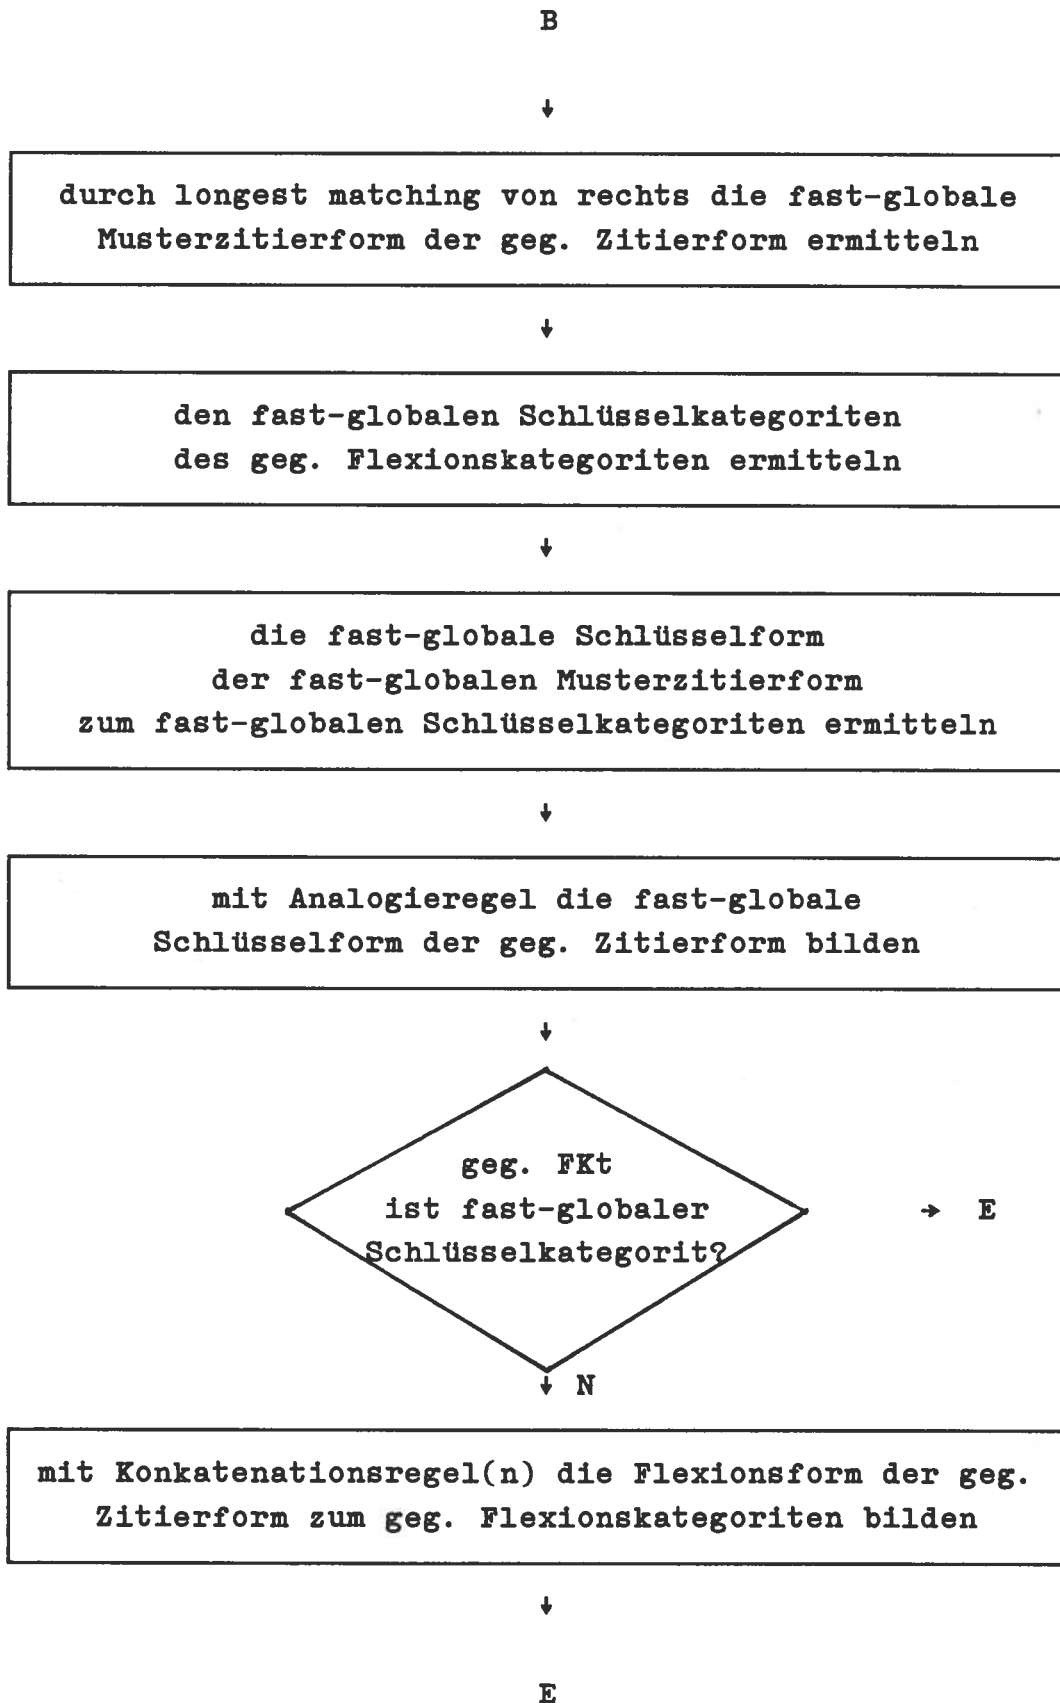 B
↓
durch longest matching von rechts die fast-globale
Musterzitierform der geg. Zitierform ermitteln
↓
den fast-globalen Schlüsselkategoriten
des geg. Flexionskategoriten ermitteln
↓
die fast-globale Schlüsselform
der fast-globalen Musterzitierform
zum fast-globalen Schlüsselkategoriten ermitteln
↓
mit Analogieregel die fast-globale
Schlüsselform der geg. Zitierform bilden
↓
geg. FKt
ist fast-globaler → E
Schlüsselkategorit?
↓ N
mit Konkatenationsregel(n) die Flexionsform der geg.
Zitierform zum geg. Flexionskategoriten bilden
↓
E